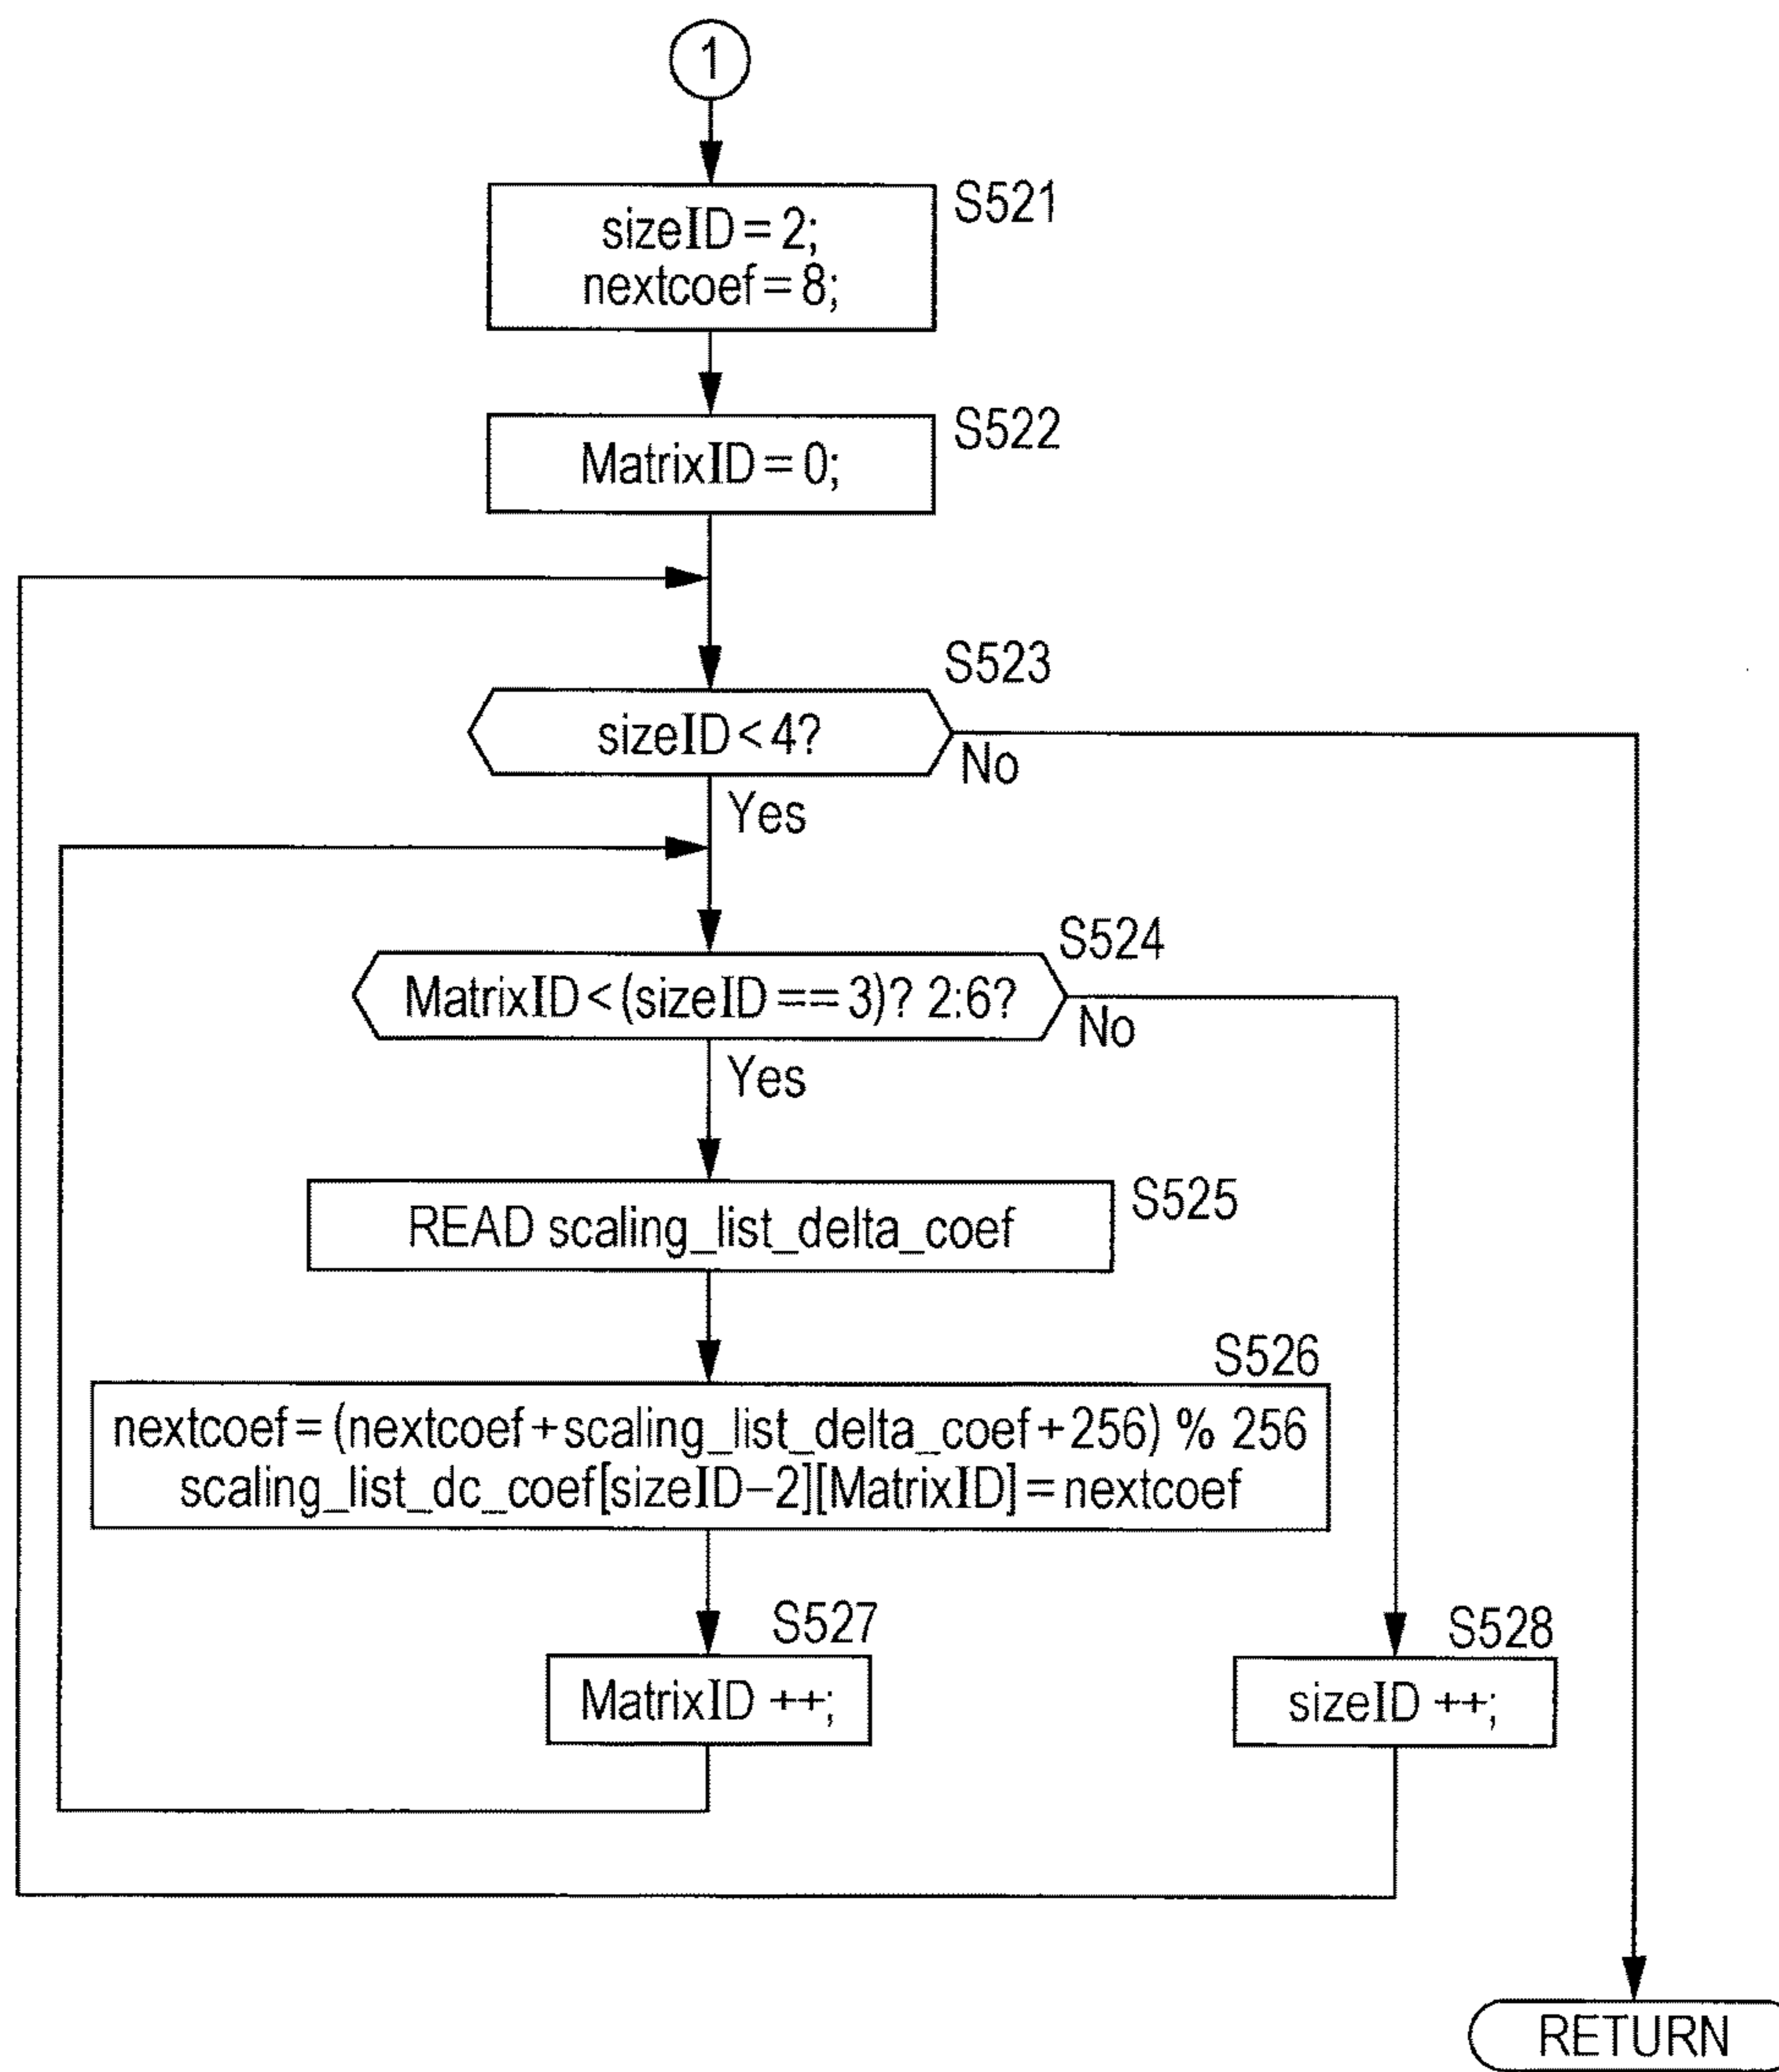 1
S521
sizeID = 2;
nextcoef = 8;
S522
MatrixID = 0;
S523
sizeID < 4?
No
Yes
S524
MatrixID < (sizeID == 3)? 2:6?
No
Yes
S525
READ scaling_list_delta_coef
S526
nextcoef = (nextcoef + scaling_list_delta_coef + 256) % 256
scaling_list_dc_coef[sizeID–2][MatrixID] = nextcoef
S527
MatrixID ++;
S528
sizeID ++;
RETURN